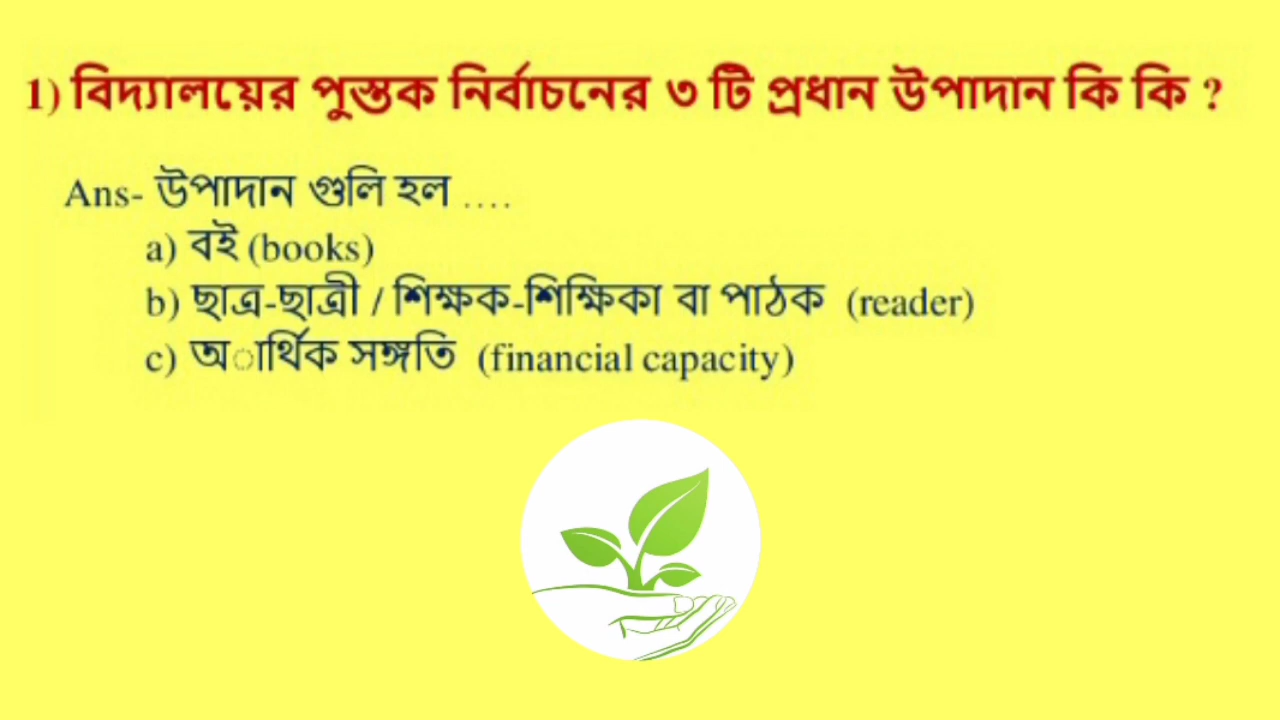 1) বিদ্যালয়ের পুস্তক নির্বাচনের ৩ টি প্রধান উপাদান কি কি ?
Ans- উপাদান গুলি হল ....
a) বই (books)
b) ছাত্র-ছাত্রী / শিক্ষক-শিক্ষিকা বা পাঠক (reader)
c) অার্থিক সঙ্গতি (financial capacity)